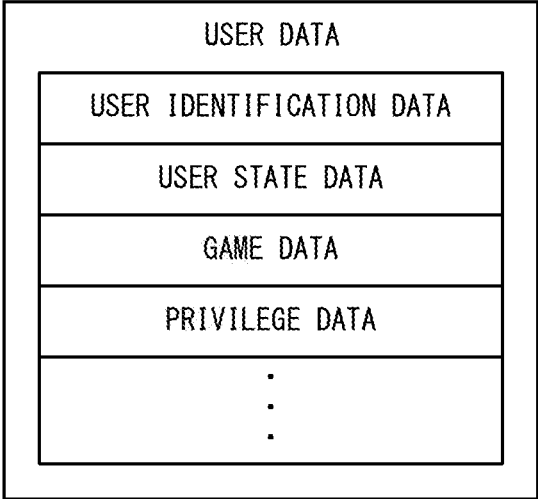 USER DATA
USER IDENTIFICATION DATA
USER STATE DATA
GAME DATA
PRIVILEGE DATA